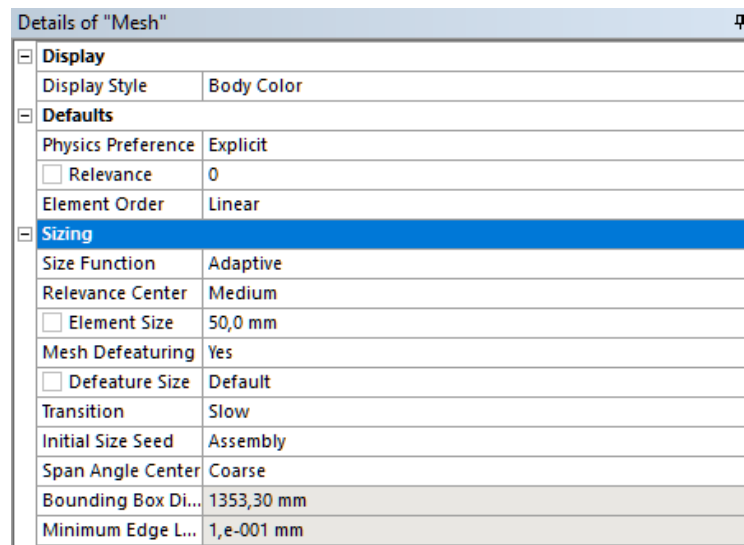 Details of "Mesh"
Display
Display Style Body Color
Defaults
Physics Preference Explicit
Relevance 0
Element Order Linear
Sizing
Size Function Adaptive
Relevance Center Medium
Element Size 50,0 mm
Mesh Defeaturing Yes
Defeature Size Default
Transition Slow
Initial Size Seed Assembly
Span Angle Center Coarse
Bounding Box Di... 1353,30 mm
Minimum Edge L... 1,e-001 mm